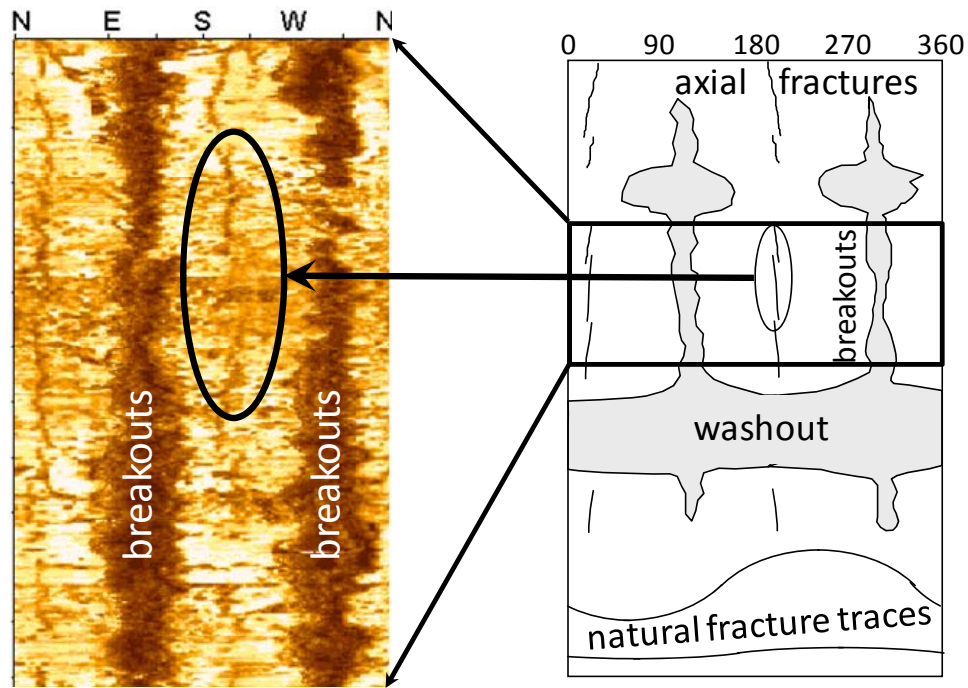 N E S W N
breakouts
breakouts
0 90 180 270 360
axial fractures
breakouts
washout
natural fracture traces